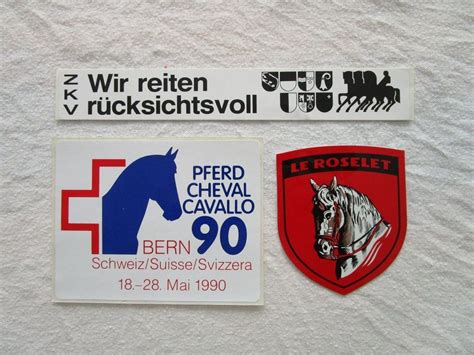 ZKV
Wir reiten
rücksichtsvoll
PFERD
CHEVAL
CAVALLO
BERN 90
Schweiz/Suisse/Svizzera
18.-28. Mai 1990
LE ROSELET